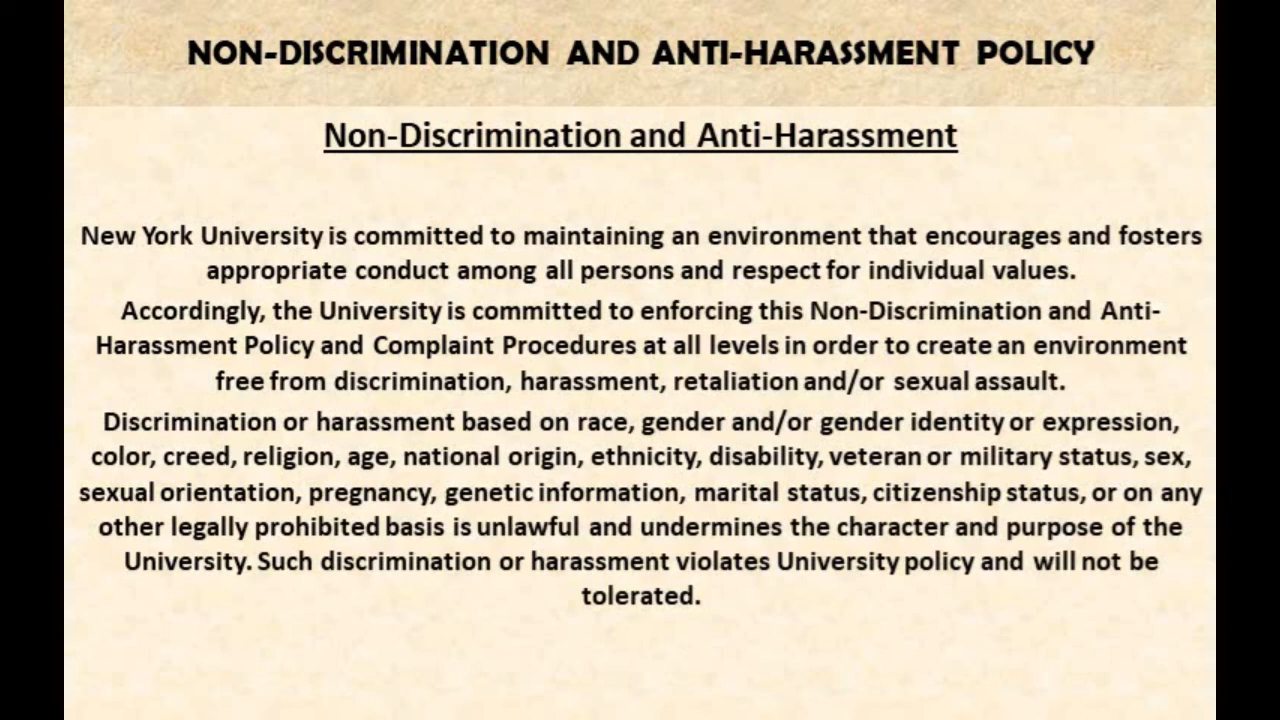 NON-DISCRIMINATION AND ANTI-HARASSMENT POLICY
Non-Discrimination and Anti-Harassment
New York University is committed to maintaining an environment that encourages and fosters
appropriate conduct among all persons and respect for individual values.
Accordingly, the University is committed to enforcing this Non-Discrimination and Anti-
Harassment Policy and Complaint Procedures at all levels in order to create an environment
free from discrimination, harassment, retaliation and/or sexual assault.
Discrimination or harassment based on race, gender and/or gender identity or expression,
color, creed, religion, age, national origin, ethnicity, disability, veteran or military status, sex,
sexual orientation, pregnancy, genetic information, marital status, citizenship status, or on any
other legally prohibited basis is unlawful and undermines the character and purpose of the
University. Such discrimination or harassment violates University policy and will not be
tolerated.